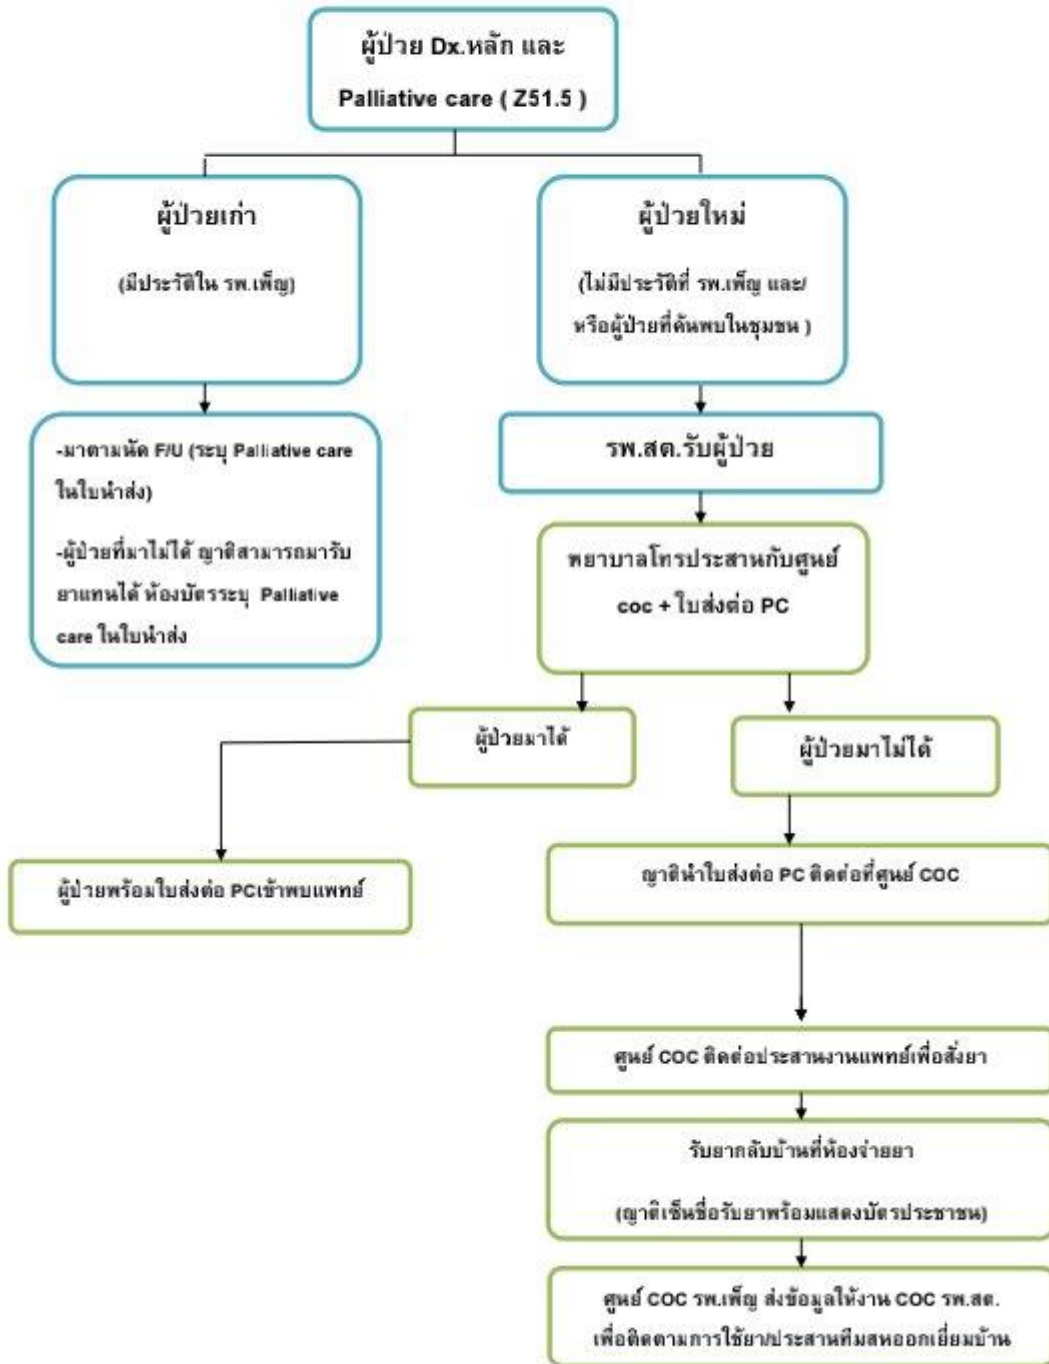 ผู้ป่วย Dx.หลัก และ
Palliative care ( Z51.5 )
ผู้ป่วยเก่า
(มีประวัติใน รพ.เพ็ญ)
ผู้ป่วยใหม่
(ไม่มีประวัติที่ รพ.เพ็ญ และ/
หรือผู้ป่วยที่ค้นพบในชุมชน )
-มาตามนัด F/U (ระบุ Palliative care
ในใบนำส่ง)
-ผู้ป่วยที่มาไม่ได้ ญาติสามารถมารับ
ยาแทนได้ ห้องบัตรระบุ Palliative
care ในใบนำส่ง
รพ.สต.รับผู้ป่วย
พยาบาลโทรประสานกับศูนย์
coc + ใบส่งต่อ PC
ผู้ป่วยมาได้
ผู้ป่วยมาไม่ได้
ผู้ป่วยพร้อมใบส่งต่อ PCเข้าพบแพทย์
ญาตินำใบส่งต่อ PC ติดต่อที่ศูนย์ COC
ศูนย์ COC ติดต่อประสานงานแพทย์เพื่อสั่งยา
รับยากลับบ้านที่ห้องจ่ายยา
(ญาติเซ็นชื่อรับยาพร้อมแสดงบัตรประชาชน)
ศูนย์ COC รพ.เพ็ญ ส่งข้อมูลให้งาน COC รพ.สต.
เพื่อติดตามการใช้ยา/ประสานทีมสหออกเยี่ยมบ้าน